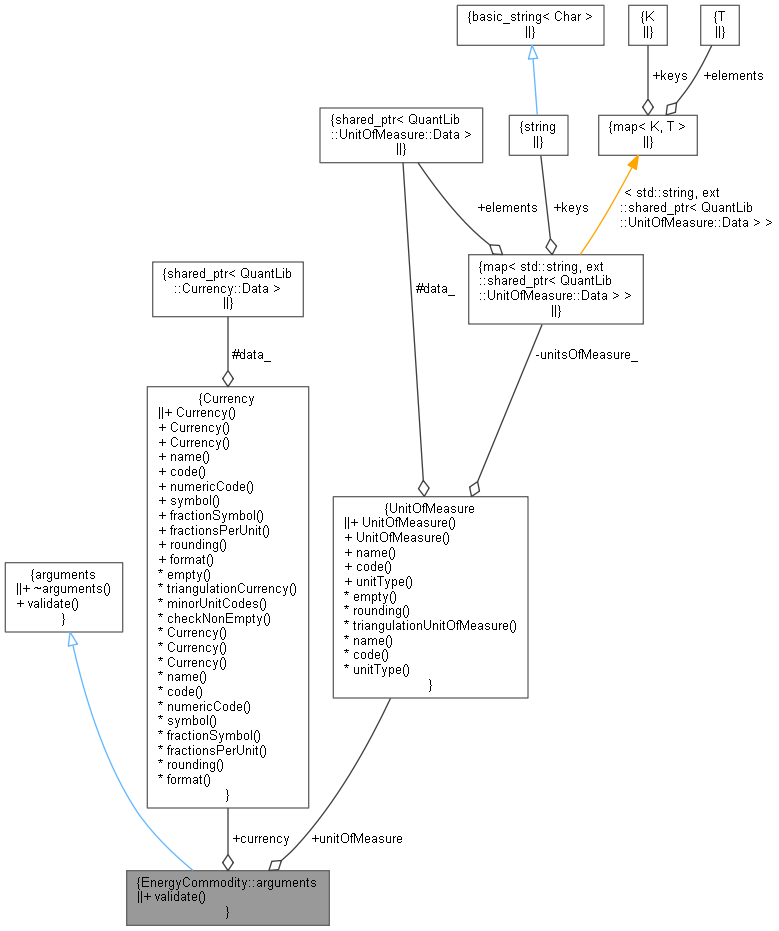 {basic_string< Char >
||}
{K
||}
{T
||}
+keys
+elements
{shared_ptr< QuantLib
::UnitOfMeasure::Data >
||}
{string
||}
{map< K, T >
||}
+elements
+keys
< std::string, ext
::shared_ptr< QuantLib
::UnitOfMeasure::Data > >
{shared_ptr< QuantLib
::Currency::Data >
||}
#data_
{map< std::string, ext
::shared_ptr< QuantLib
::UnitOfMeasure::Data > >
||}
#data_
-unitsOfMeasure_
{Currency
||+ Currency()
+ Currency()
+ Currency()
+ name()
+ code()
+ numericCode()
+ symbol()
+ fractionSymbol()
+ fractionsPerUnit()
+ rounding()
+ format()
* empty()
* triangulationCurrency()
* minorUnitCodes()
* checkNonEmpty()
* Currency()
* Currency()
* Currency()
* name()
* code()
* numericCode()
* symbol()
* fractionSymbol()
* fractionsPerUnit()
* rounding()
* format()
}
{UnitOfMeasure
||+ UnitOfMeasure()
+ UnitOfMeasure()
+ name()
+ code()
+ unitType()
* empty()
* rounding()
* triangulationUnitOfMeasure()
* name()
* code()
* unitType()
}
{arguments
||+ ~arguments()
+ validate()
}
+currency
+unitOfMeasure
{EnergyCommodity::arguments
||+ validate()
}